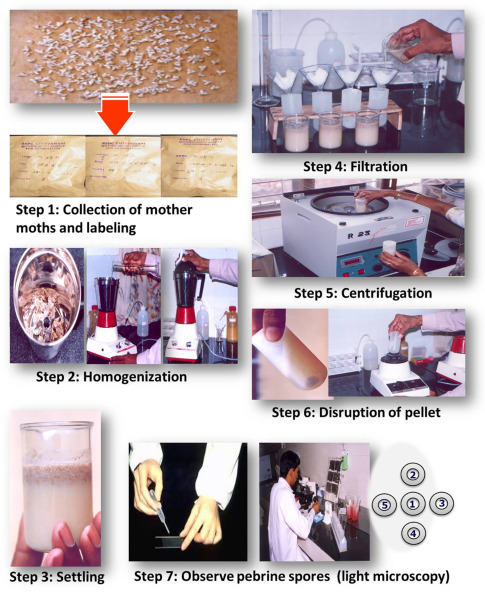 Step 1: Collection of mother
moths and labeling
Step 2: Homogenization
Step 3: Settling
Step 4: Filtration
R 23
Step 5: Centrifugation
Step 6: Disruption of pellet
Step 7: Observe pebrine spores (light microscopy)
2
5 1 3
4